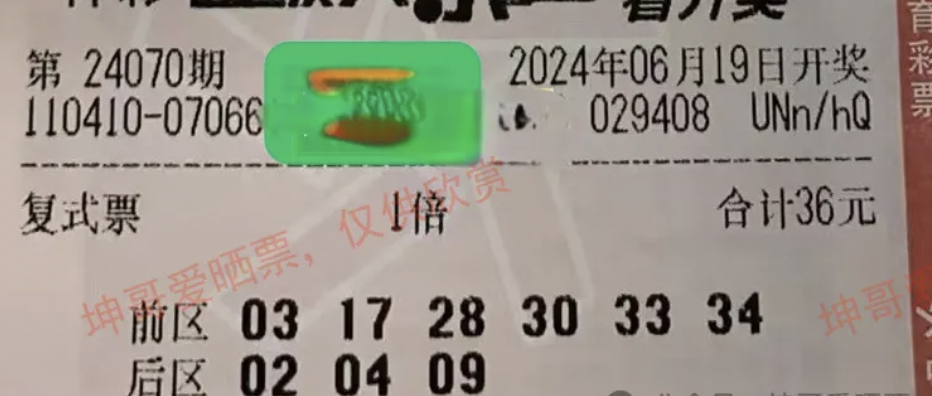 看开奖
第 24070期
2024年06月19日开奖
110410-07066
029408 UNn/hQ
复式票 1倍 合计36元
坤哥爱晒票,仅供欣赏
坤哥
前区 03 17 28 30 33 34
后区 02 04 09
育彩票